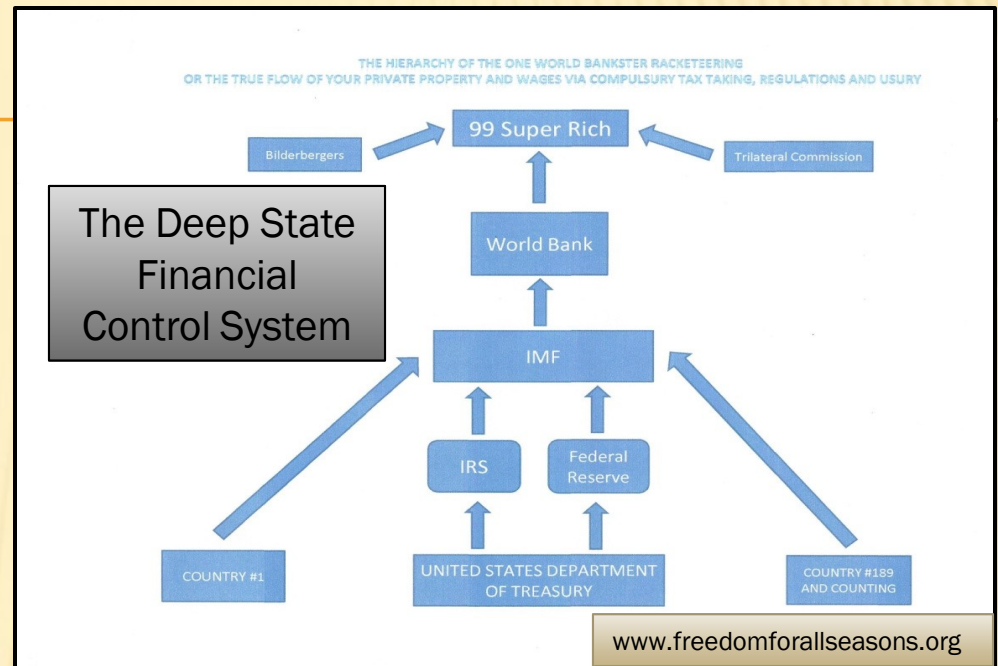 THE HIERARCHY OF THE ONE WORLD BANKSTER RACKETEERING
OR THE TRUE FLOW OF YOUR PRIVATE PROPERTY AND WAGES VIA COMPULSURY TAX TAKING, REGULATIONS AND USURY
99 Super Rich
Bilderbergers
Trilateral Commission
The Deep State
Financial
Control System
World Bank
IMF
IRS
Federal
Reserve
COUNTRY #1
UNITED STATES DEPARTMENT
OF TREASURY
COUNTRY #189
AND COUNTING
www.freedomforallseasons.org